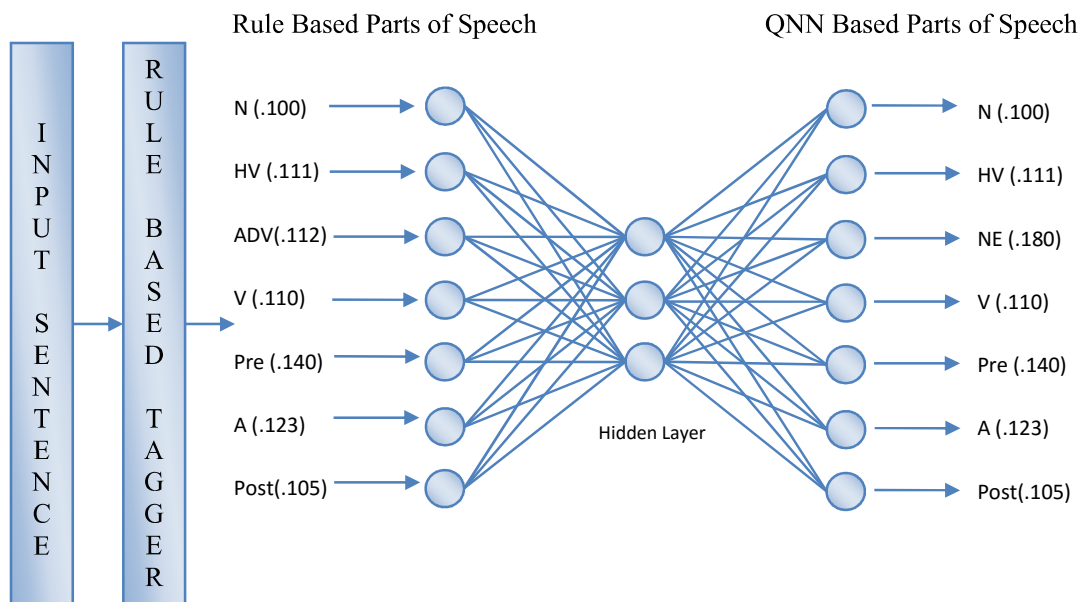 Rule Based Parts of Speech
QNN Based Parts of Speech
INPUT SENTENCE
RULE BASED TAGGER
N (.100)
HV (.111)
ADV(.112)
V (.110)
Pre (.140)
A (.123)
Post(.105)
Hidden Layer
N (.100)
HV (.111)
NE (.180)
V (.110)
Pre (.140)
A (.123)
Post(.105)